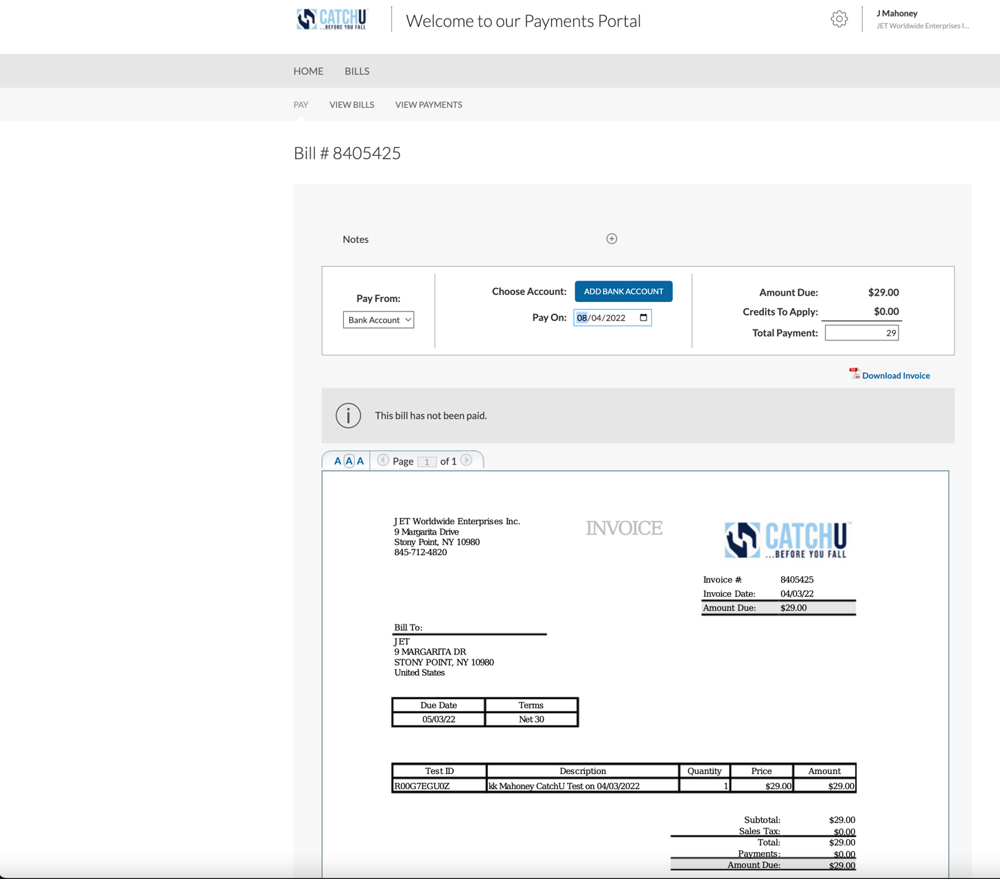 CATCHU
...BEFORE YOU FALL
Welcome to our Payments Portal
J Mahoney
JET Worldwide Enterprises I...
HOME BILLS
PAY VIEW BILLS VIEW PAYMENTS
Bill # 8405425
Notes
Pay From:
Bank Account
Choose Account: ADD BANK ACCOUNT
Pay On: 08/04/2022
Amount Due: $29.00
Credits To Apply: $0.00
Total Payment: 29
Download Invoice
i This bill has not been paid.
A A A Page 1 of 1
JET Worldwide Enterprises Inc.
9 Margarita Drive
Stony Point, NY 10980
845-712-4820
INVOICE
CATCHU™
...BEFORE YOU FALL
Invoice #: 8405425
Invoice Date: 04/03/22
Amount Due: $29.00
Bill To:
JET
9 MARGARITA DR
STONY POINT, NY 10980
United States
Due Date Terms
05/03/22 Net 30
Test ID Description Quantity Price Amount
R00G7EGU0Z kk Mahoney CatchU Test on 04/03/2022 1 $29.00 $29.00
Subtotal: $29.00
Sales Tax: $0.00
Total: $29.00
Payments: $0.00
Amount Due: $29.00